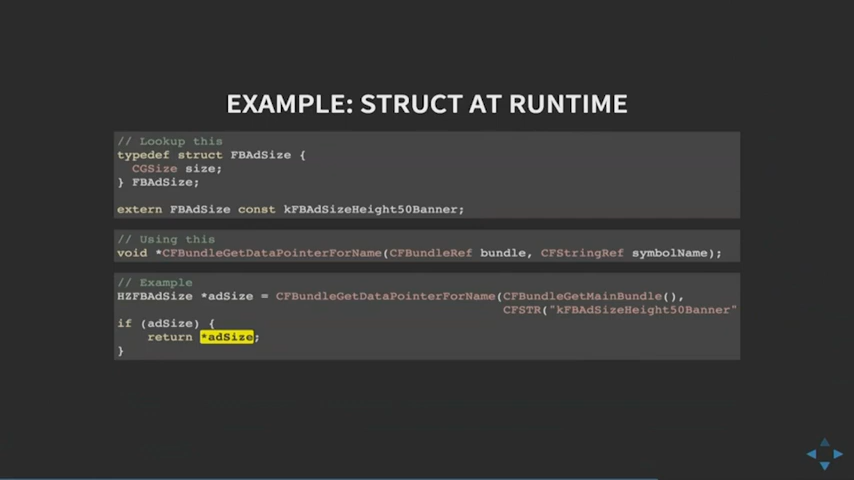 EXAMPLE: STRUCT AT RUNTIME
// Lookup this
typedef struct FBAdSize {
CGSize size;
} FBAdSize;
extern FBAdSize const kFBAdSizeHeight50Banner;
// Using this
void *CFBundleGetDataPointerForName(CFBundleRef bundle, CFStringRef symbolName);
// Example
HZFBAdSize *adSize = CFBundleGetDataPointerForName(CFBundleGetMainBundle(),
CFSTR("kFBAdSizeHeight50Banner"
if (adSize) {
return *adSize;
}